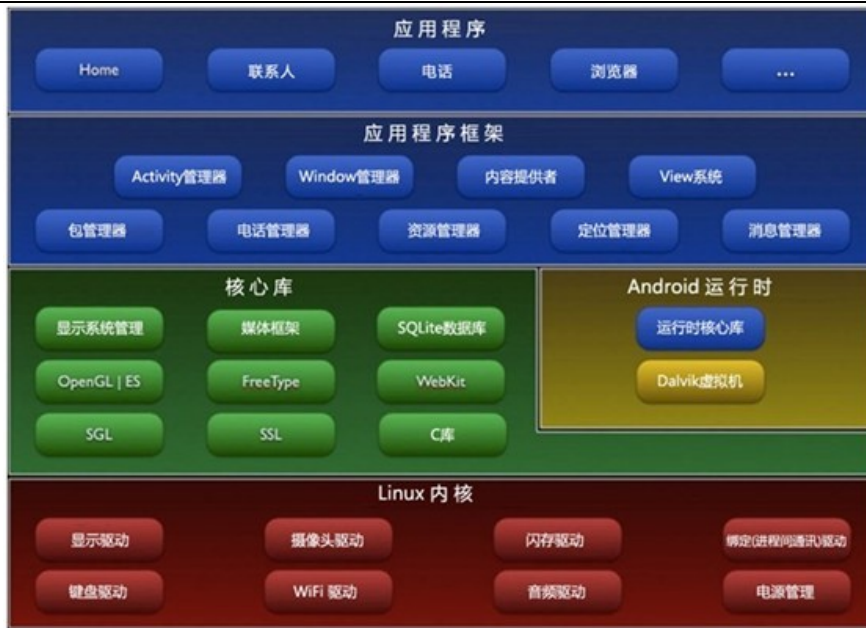 应用程序
Home 联系人 电话 浏览器 ...
应用程序框架
Activity管理器 Window管理器 内容提供者 View系统
包管理器 电话管理器 资源管理器 定位管理器 消息管理器
核心库 Android 运行时
显示系统管理 媒体框架 SQLite数据库 运行时核心库
OpenGL | ES FreeType WebKit Dalvik虚拟机
SGL SSL C库
Linux 内核
显示驱动 摄像头驱动 闪存驱动 绑定(进程间通讯)驱动
键盘驱动 WiFi 驱动 音频驱动 电源管理